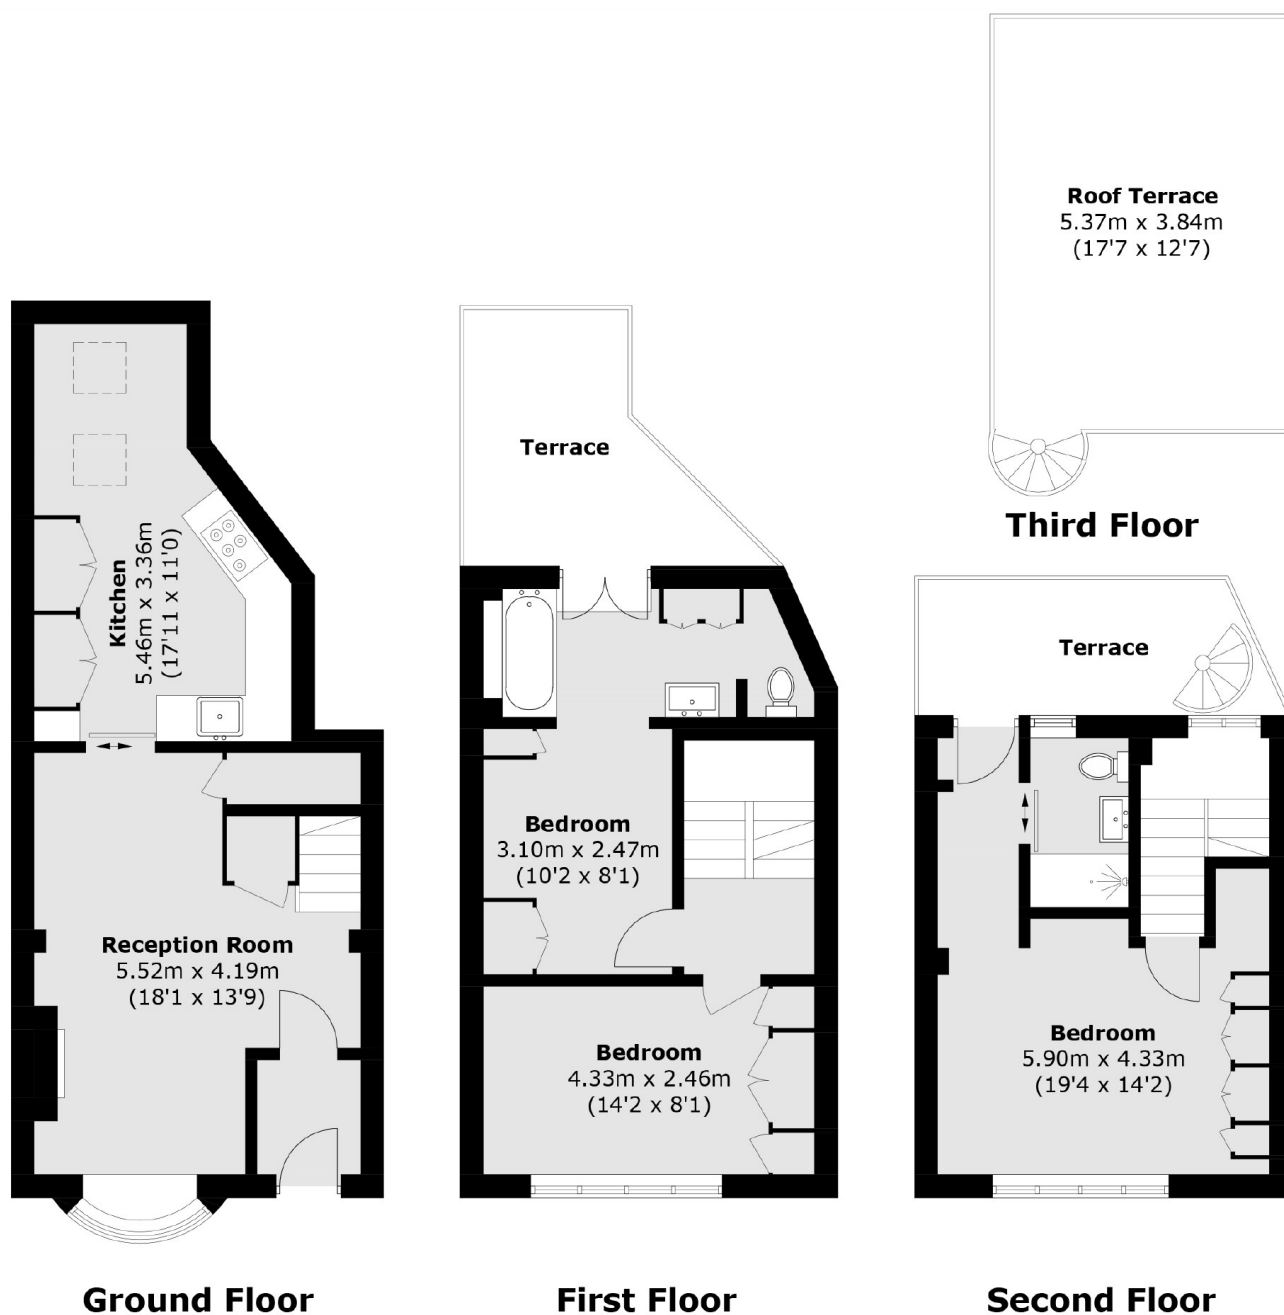 Roof Terrace
5.37m x 3.84m
(17'7 x 12'7)
Third Floor
Kitchen
5.46m x 3.36m
(17'11 x 11'0)
Reception Room
5.52m x 4.19m
(18'1 x 13'9)
Ground Floor
Terrace
Bedroom
3.10m x 2.47m
(10'2 x 8'1)
Bedroom
4.33m x 2.46m
(14'2 x 8'1)
First Floor
Terrace
Bedroom
5.90m x 4.33m
(19'4 x 14'2)
Second Floor